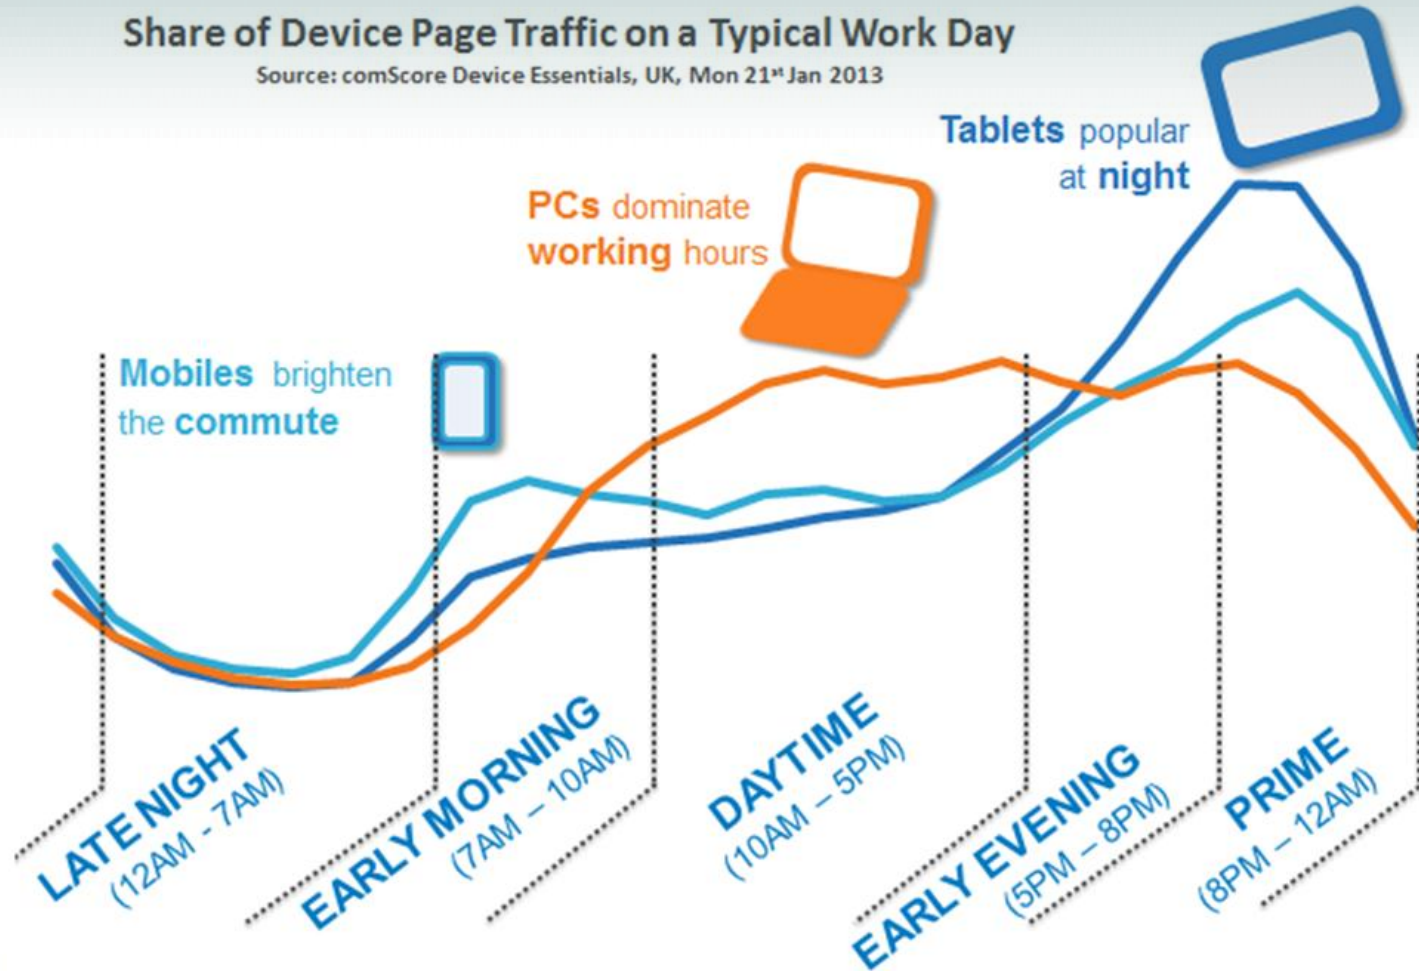 Share of Device Page Traffic on a Typical Work Day
Source: comScore Device Essentials, UK, Mon 21st Jan 2013
Tablets popular
at night
PCs dominate
working hours
Mobiles brighten
the commute
LATE NIGHT
(12AM - 7AM)
EARLY MORNING
(7AM – 10AM)
DAYTIME
(10AM – 5PM)
EARLY EVENING
(5PM – 8PM)
PRIME
(8PM – 12AM)